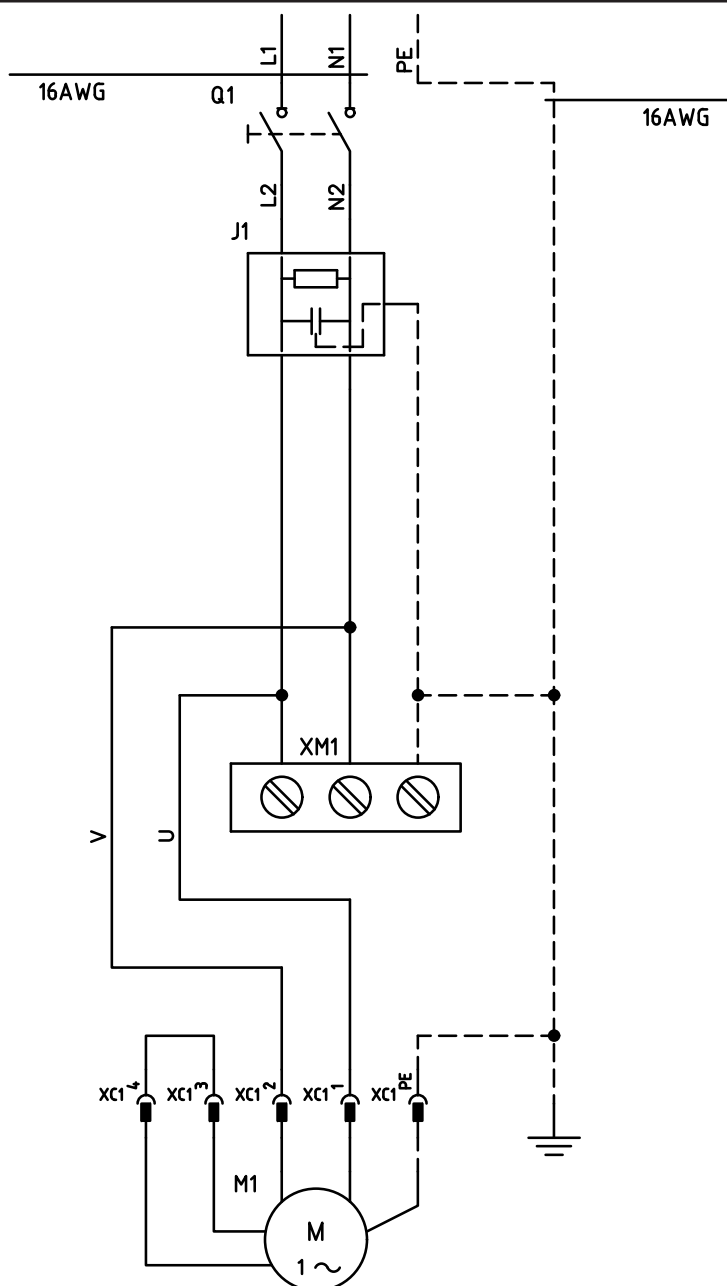 L1
N1
PE
16AWG
Q1
16AWG
L2
N2
J1
XM1
V
U
XC1 4
XC1 3
XC1 2
XC1 1
XC1 PE
M1
M
1 ~